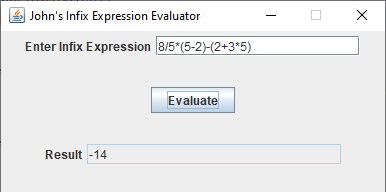 John's Infix Expression Evaluator
Enter Infix Expression 8/5*(5-2)-(2+3*5)
Evaluate
Result -14